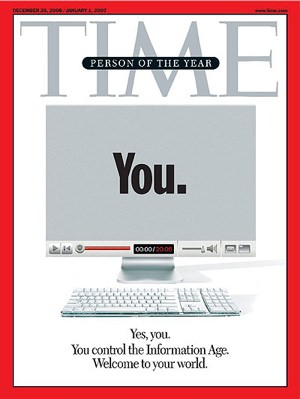 DECEMBER 25, 2006 / JANUARY 1, 2007 www.time.com
TIME
PERSON OF THE YEAR
You.
00:00 / 20:06
Yes, you.
You control the Information Age.
Welcome to your world.